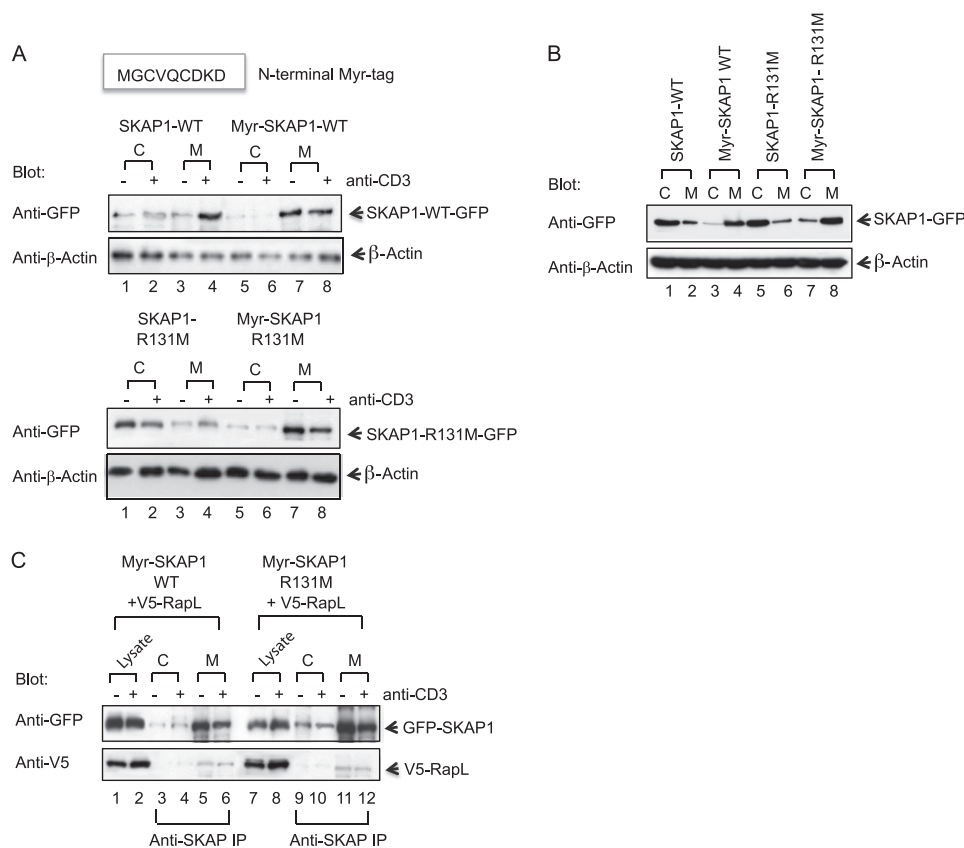 A
MGCVQCDKD N-terminal Myr-tag
SKAP1-WT Myr-SKAP1-WT
C M C M
Blot: - + - + - + - + anti-CD3
Anti-GFP SKAP1-WT-GFP
Anti-β-Actin β-Actin
1 2 3 4 5 6 7 8
SKAP1- Myr-SKAP1
R131M R131M
C M C M
- + - + - + - + anti-CD3
Anti-GFP SKAP1-R131M-GFP
Anti-β-Actin β-Actin
1 2 3 4 5 6 7 8
B
SKAP1-WT
Myr-SKAP1 WT
SKAP1-R131M
Myr-SKAP1- R131M
Blot: C M C M C M C M
Anti-GFP SKAP1-GFP
Anti-β-Actin β-Actin
1 2 3 4 5 6 7 8
C
Myr-SKAP1 Myr-SKAP1
WT R131M
+V5-RapL + V5-RapL
Lysate C M Lysate C M
Blot: - + - + - + - + - + - + anti-CD3
Anti-GFP GFP-SKAP1
Anti-V5 V5-RapL
1 2 3 4 5 6 7 8 9 10 11 12
Anti-SKAP IP Anti-SKAP IP